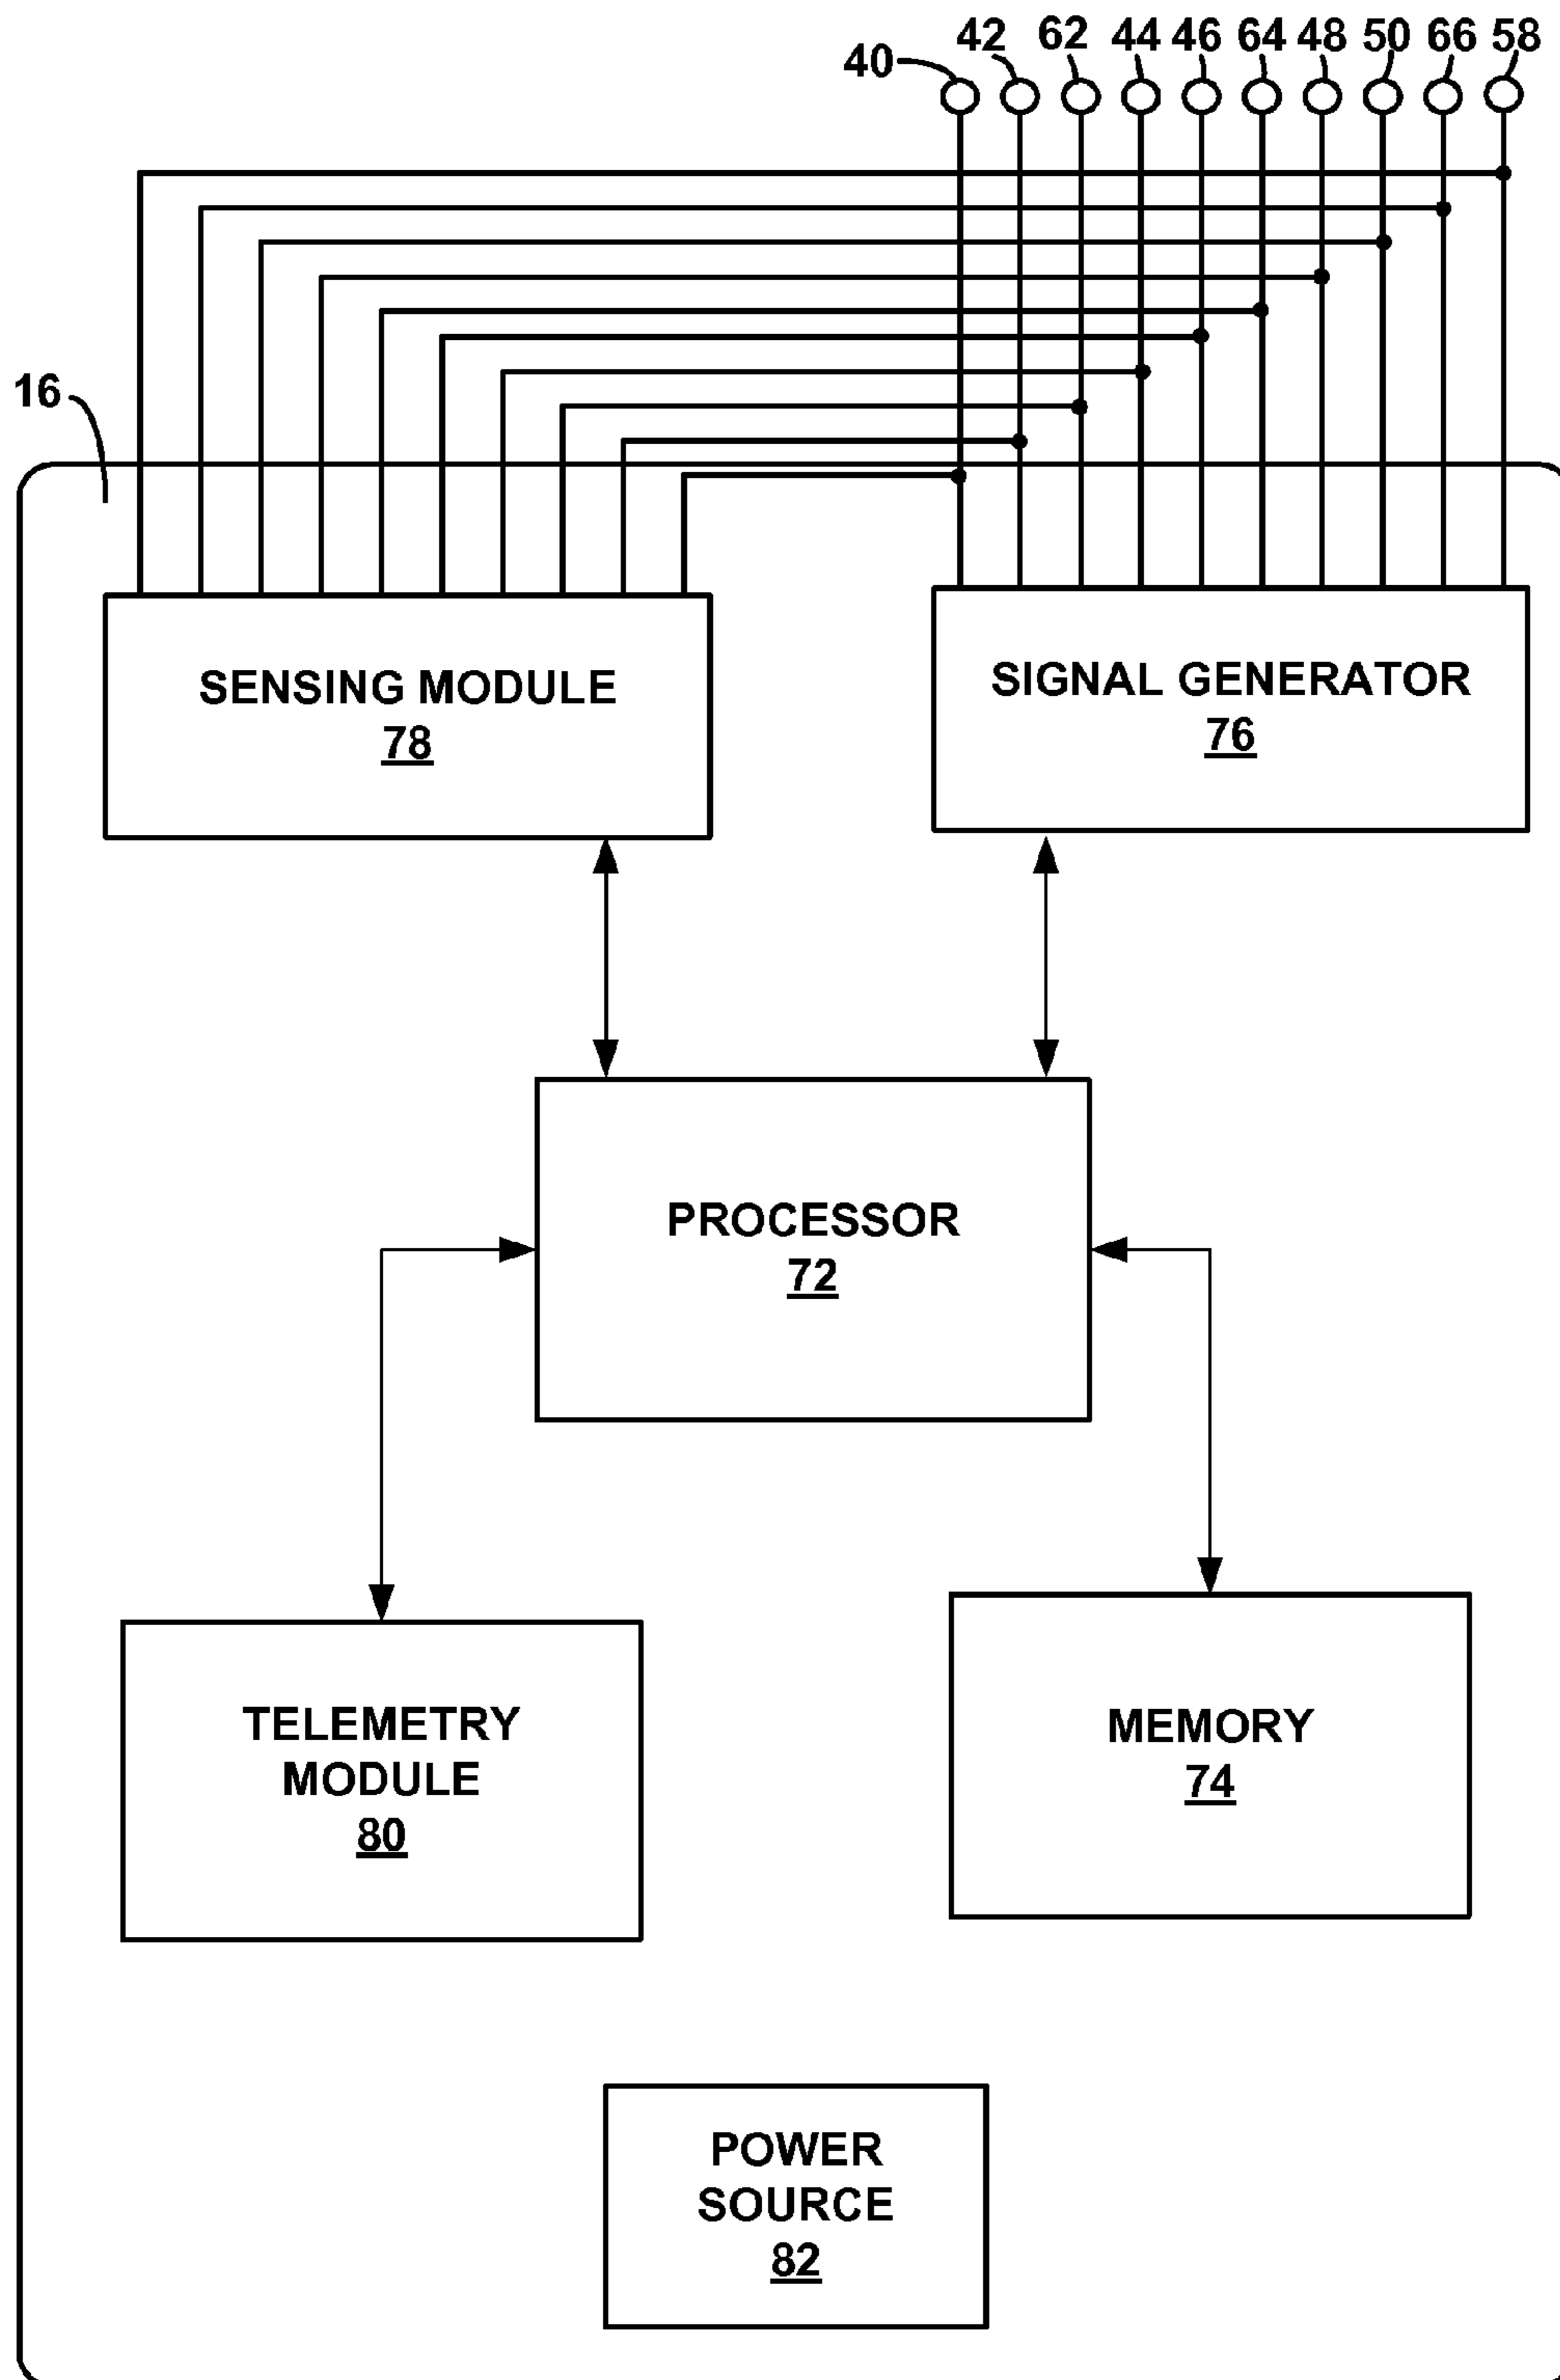 40 42 62 44 46 64 48 50 66 58
16
SENSING MODULE
78
SIGNAL GENERATOR
76
PROCESSOR
72
TELEMETRY
MODULE
80
MEMORY
74
POWER
SOURCE
82